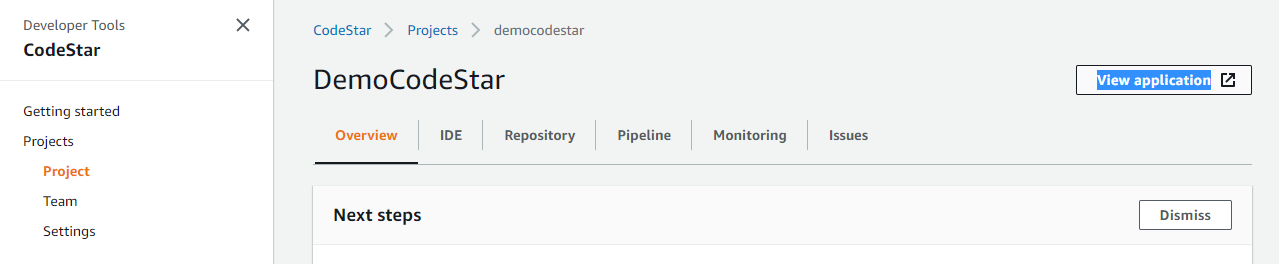 Developer Tools
CodeStar
Getting started
Projects
Project
Team
Settings
CodeStar > Projects > democodestar
DemoCodeStar
View application
Overview
IDE
Repository
Pipeline
Monitoring
Issues
Next steps
Dismiss